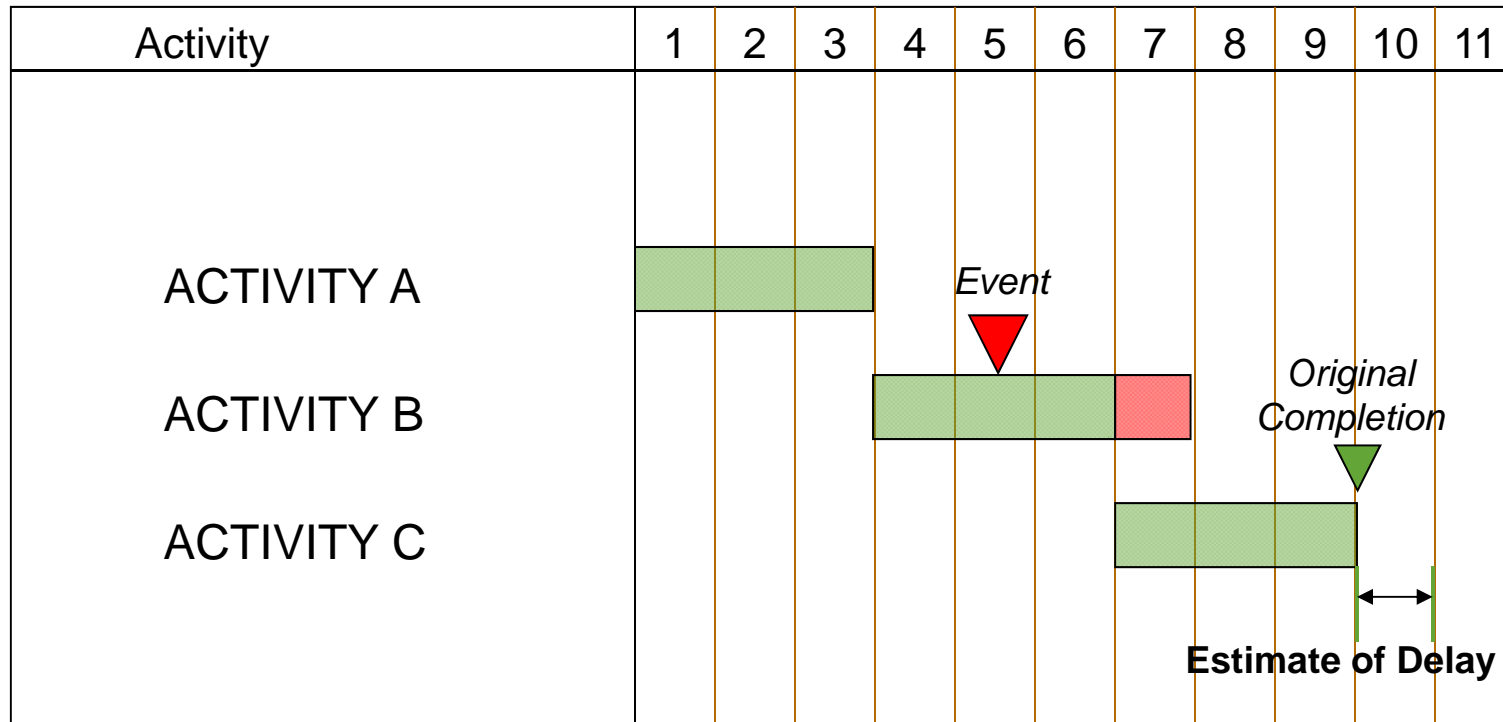 Activity 1 2 3 4 5 6 7 8 9 10 11
ACTIVITY A
Event
ACTIVITY B
Original
Completion
ACTIVITY C
Estimate of Delay